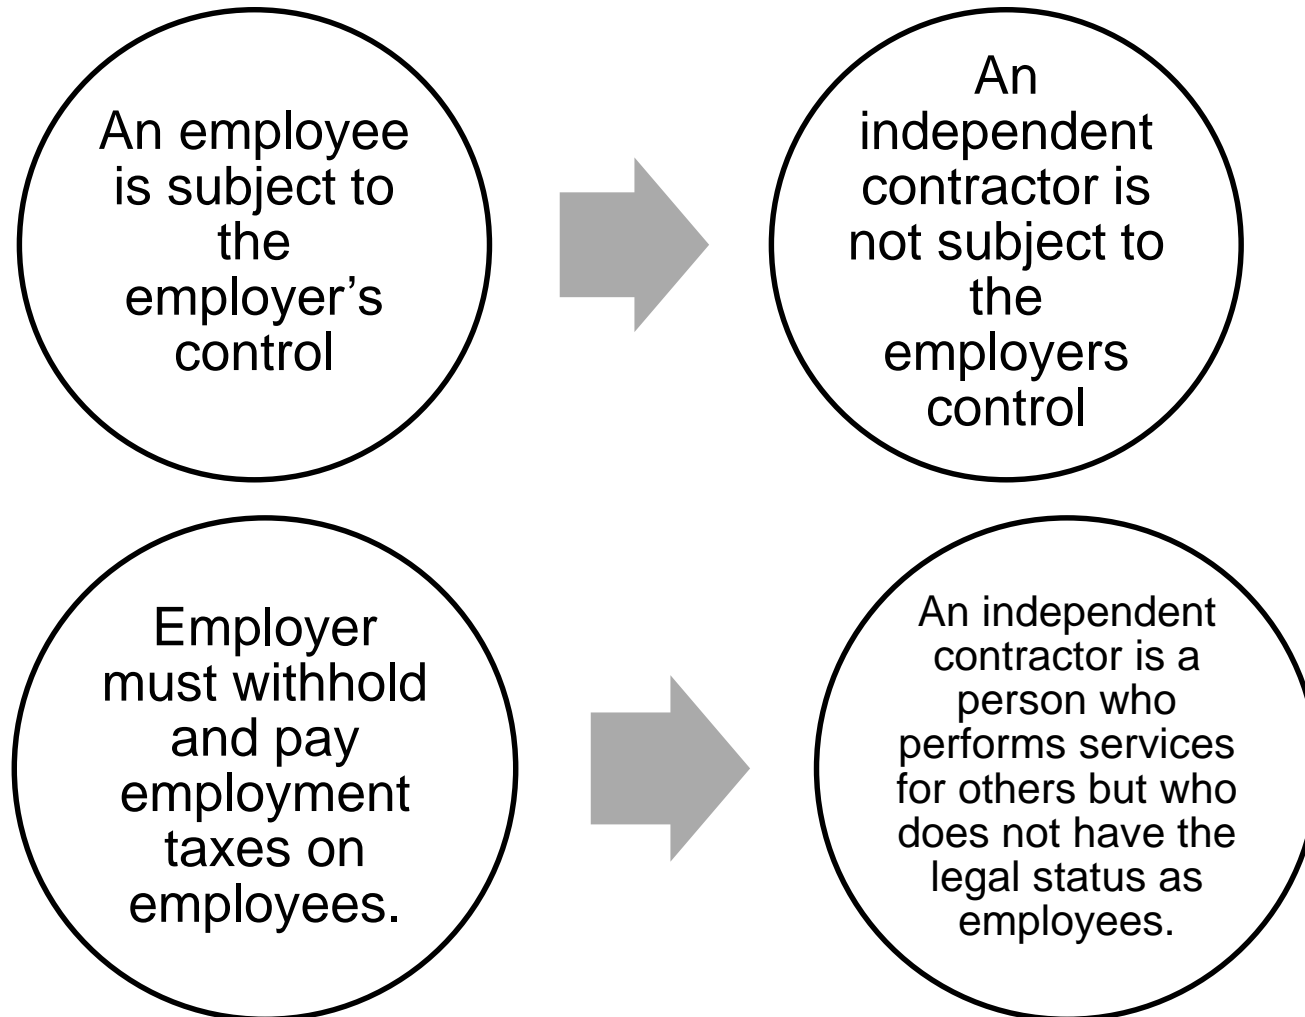 An employee
is subject to
the
employer’s
control
An
independent
contractor is
not subject to
the
employers
control
Employer
must withhold
and pay
employment
taxes on
employees.
An independent
contractor is a
person who
performs services
for others but who
does not have the
legal status as
employees.